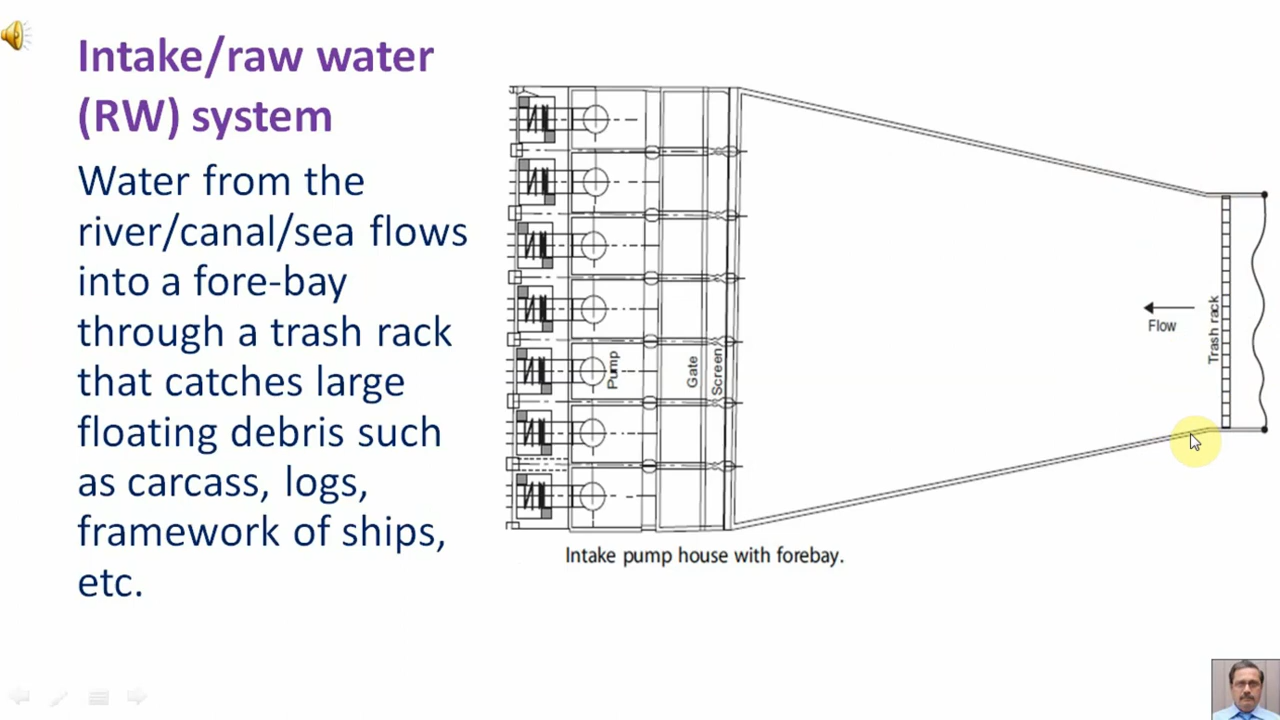 Intake/raw water
(RW) system
Water from the
river/canal/sea flows
into a fore-bay
through a trash rack
that catches large
floating debris such
as carcass, logs,
framework of ships,
etc.
Pump
Gate
Screen
Flow
Trash rack
Intake pump house with forebay.